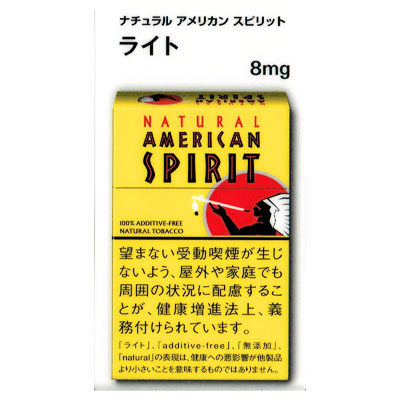 ナチュラル アメリカン スピリット
ライト
8mg
NATURAL
AMERICAN
SPIRIT
100% ADDITIVE-FREE
NATURAL TOBACCO
望まない受動喫煙が生じ
ないよう、屋外や家庭でも
周囲の状況に配慮するこ
とが、健康増進法上、義
務付けられています。
「ライト」、「additive-free」、「無添加」、
「natural」の表現は、健康への悪影響が他製品
より小さいことを意味するものではありません。